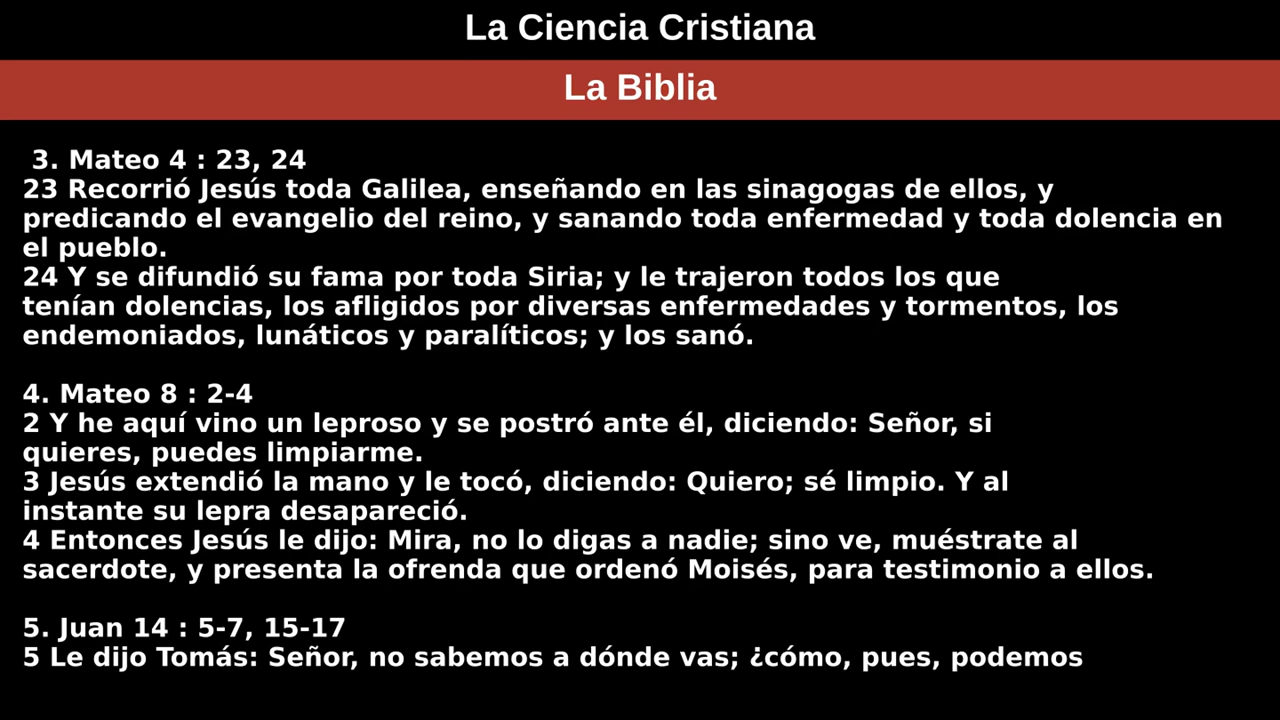 La Ciencia Cristiana
La Biblia
3. Mateo 4 : 23, 24
23 Recorrió Jesús toda Galilea, enseñando en las sinagogas de ellos, y
predicando el evangelio del reino, y sanando toda enfermedad y toda dolencia en
el pueblo.
24 Y se difundió su fama por toda Siria; y le trajeron todos los que
tenían dolencias, los afligidos por diversas enfermedades y tormentos, los
endemoniados, lunáticos y paralíticos; y los sanó.
4. Mateo 8 : 2-4
2 Y he aquí vino un leproso y se postró ante él, diciendo: Señor, si
quieres, puedes limpiarme.
3 Jesús extendió la mano y le tocó, diciendo: Quiero; sé limpio. Y al
instante su lepra desapareció.
4 Entonces Jesús le dijo: Mira, no lo digas a nadie; sino ve, muéstrate al
sacerdote, y presenta la ofrenda que ordenó Moisés, para testimonio a ellos.
5. Juan 14 : 5-7, 15-17
5 Le dijo Tomás: Señor, no sabemos a dónde vas; ¿cómo, pues, podemos